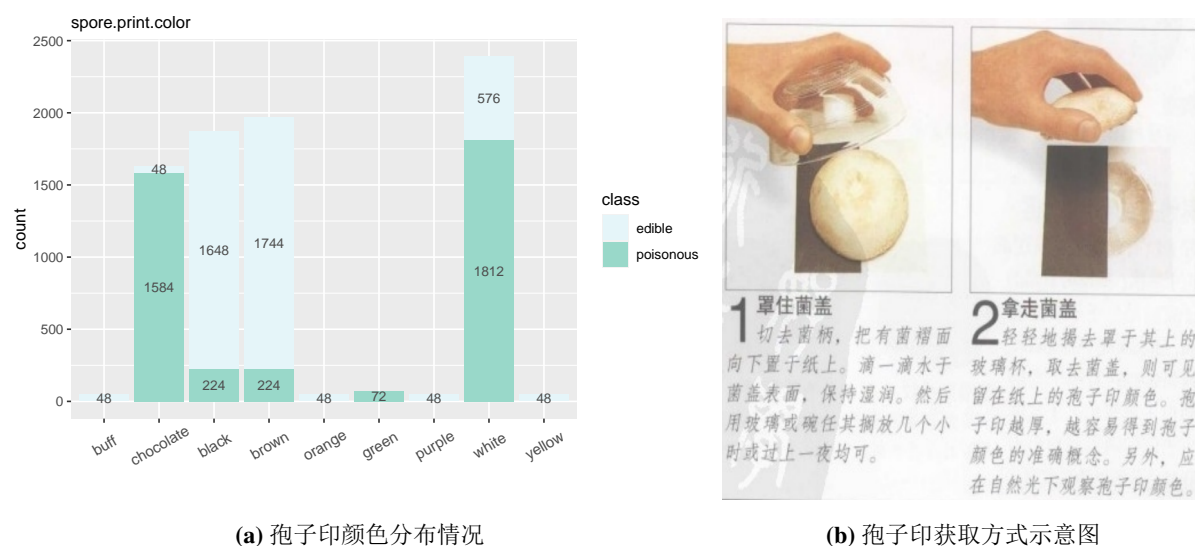 spore.print.color
2500
2000
1500
1000
500
0
count
576
48
1648
1744
1584
1812
224
224
48
48
72
48
48
buff
chocolate
black
brown
orange
green
purple
white
yellow
class
edible
poisonous
(a) 孢子印颜色分布情况
1 罩住菌盖
切去菌柄，把有菌褶面
向下置于纸上。滴一滴水于
菌盖表面，保持湿润。然后
用玻璃或碗任其搁放几个小
时或过上一夜均可。
2 拿走菌盖
轻轻地揭去罩于其上的
玻璃杯，取去菌盖，则可见
留在纸上的孢子印颜色。孢
子印越厚，越容易得到孢子
颜色的准确概念。另外，应
在自然光下观察孢子印颜色。
(b) 孢子印获取方式示意图